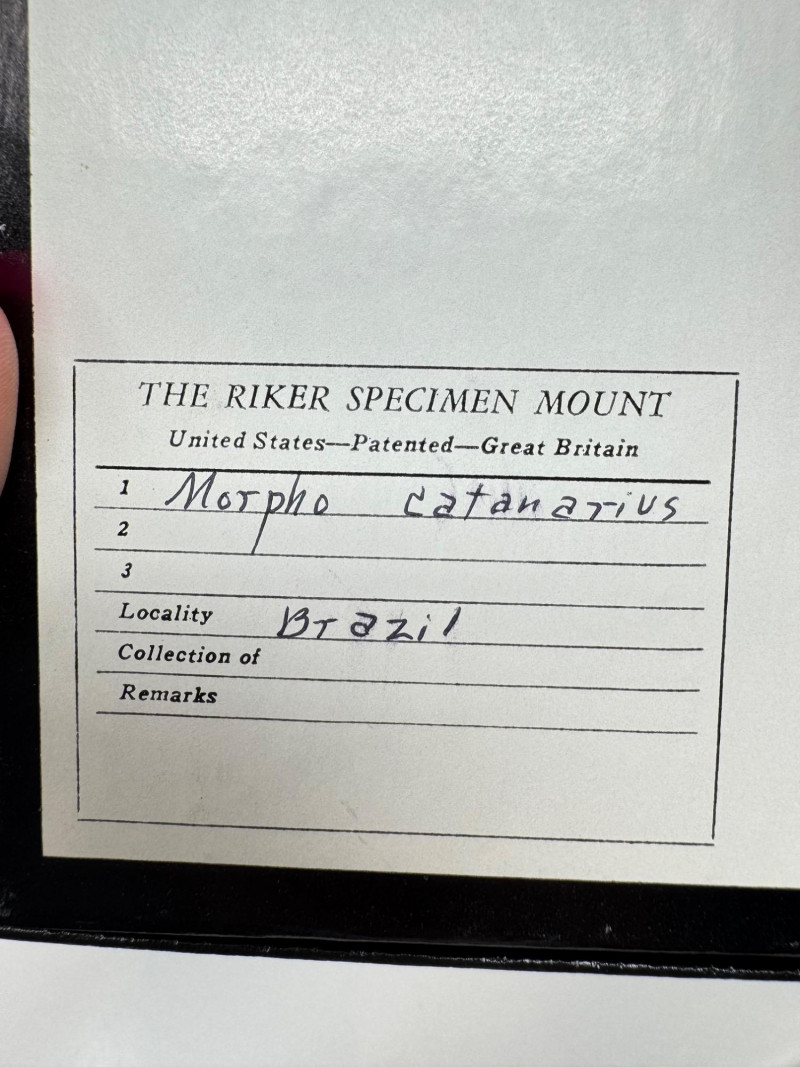 THE RIKER SPECIMEN MOUNT
United States—Patented—Great Britain
1 Morpho catanarius
2
3
Locality Brazil
Collection of
Remarks